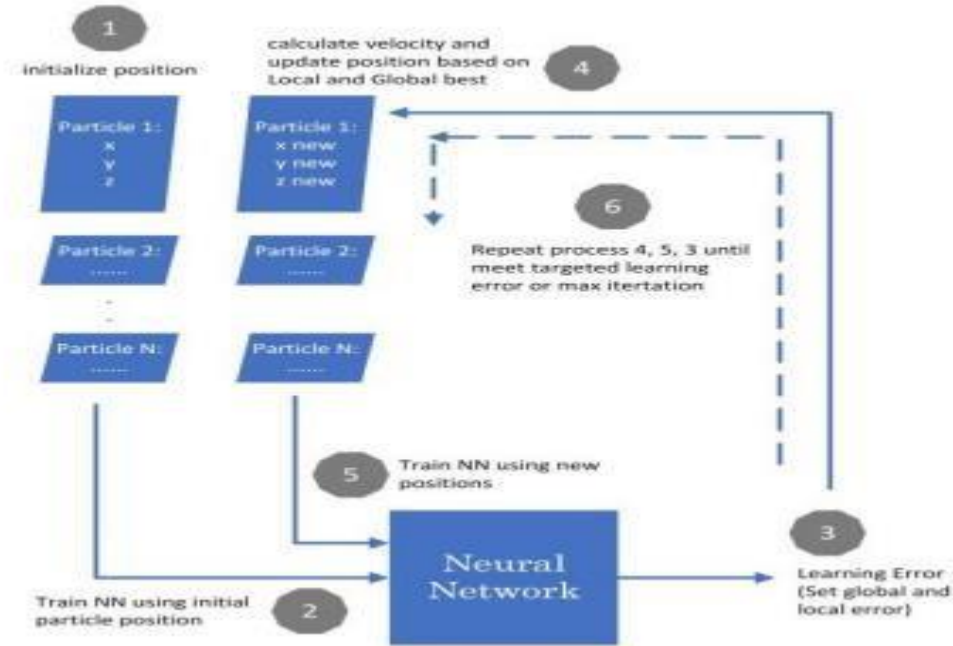 1
initialize position
Particle 1:
x
y
z
Particle 2:
......
Particle N:
......
calculate velocity and
update position based on
Local and Global best
4
Particle 1:
x new
y new
z new
Particle 2:
......
Particle N:
......
6
Repeat process 4, 5, 3 until
meet targeted learning
error or max itertation
5
Train NN using new
positions
Neural
Network
3
Learning Error
(Set global and
local error)
Train NN using initial
particle position
2